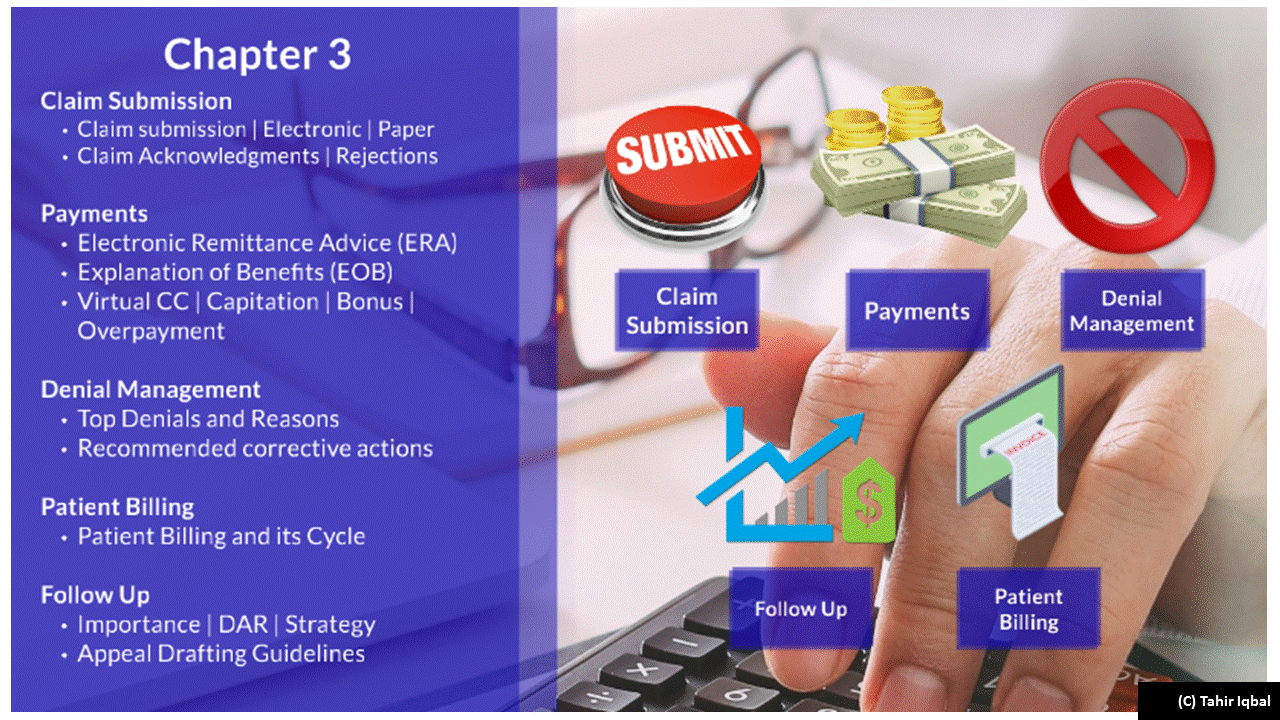 Chapter 3
Claim Submission
• Claim submission | Electronic | Paper
• Claim Acknowledgments | Rejections
Payments
• Electronic Remittance Advice (ERA)
• Explanation of Benefits (EOB)
• Virtual CC | Capitation | Bonus |
Overpayment
Denial Management
• Top Denials and Reasons
• Recommended corrective actions
Patient Billing
• Patient Billing and its Cycle
Follow Up
• Importance | DAR | Strategy
• Appeal Drafting Guidelines
SUBMIT
Claim
Submission
Payments
Denial
Management
$
INVOICE
Follow Up
Patient
Billing
−
×
÷
6
(C) Tahir Iqbal